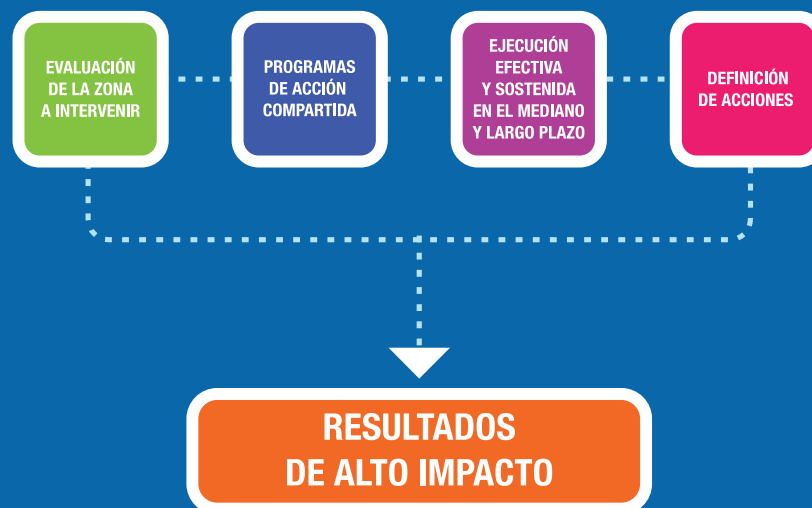 EVALUACIÓN
DE LA ZONA
A INTERVENIR
PROGRAMAS
DE ACCIÓN
COMPARTIDA
EJECUCIÓN
EFECTIVA
Y SOSTENIDA
EN EL MEDIANO
Y LARGO PLAZO
DEFINICIÓN
DE ACCIONES
RESULTADOS
DE ALTO IMPACTO